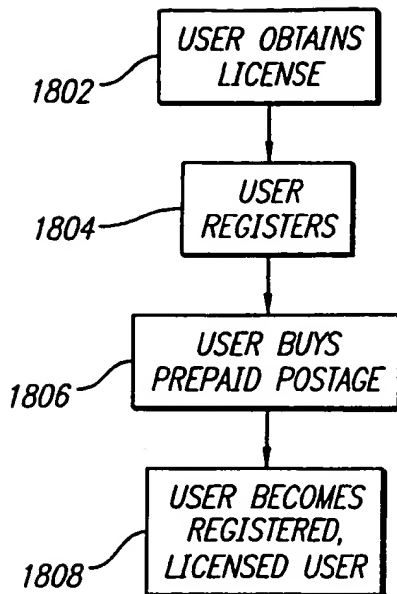 USER OBTAINS
LICENSE
1802
USER
REGISTERS
1804
USER BUYS
PREPAID POSTAGE
1806
USER BECOMES
REGISTERED,
LICENSED USER
1808